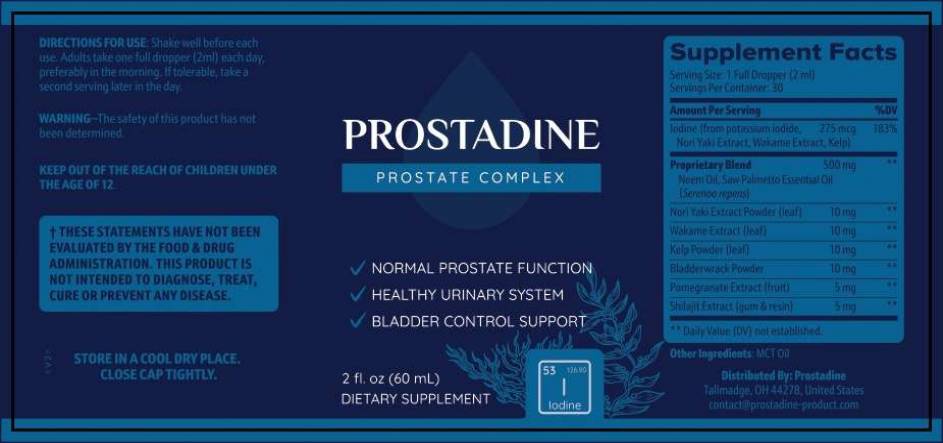 DIRECTIONS FOR USE: Shake well before each
use. Adults take one full dropper (2ml) each day,
preferably in the morning. If tolerable, take a
second serving later in the day.
WARNING–The safety of this product has not
been determined.
KEEP OUT OF THE REACH OF CHILDREN UNDER
THE AGE OF 12.
† THESE STATEMENTS HAVE NOT BEEN
EVALUATED BY THE FOOD & DRUG
ADMINISTRATION. THIS PRODUCT IS
NOT INTENDED TO DIAGNOSE, TREAT,
CURE OR PREVENT ANY DISEASE.
STORE IN A COOL DRY PLACE.
CLOSE CAP TIGHTLY.
PROSTADINE
PROSTATE COMPLEX
NORMAL PROSTATE FUNCTION
HEALTHY URINARY SYSTEM
BLADDER CONTROL SUPPORT
2 fl. oz (60 mL)
DIETARY SUPPLEMENT
53 126.90
I
Iodine
Supplement Facts
Serving Size: 1 Full Dropper (2 ml)
Servings Per Container: 30
Amount Per Serving %DV
Iodine (from potassium iodide, 275 mcg 183%
Nori Yaki Extract, Wakame Extract, Kelp)
Proprietary Blend 500 mg **
Neem Oil, Saw Palmetto Essential Oil
(Serenoo repens)
Nori Yaki Extract Powder (leaf) 10 mg **
Wakame Extract (leaf) 10 mg **
Kelp Powder (leaf) 10 mg **
Bladderwrack Powder 10 mg **
Pomegranate Extract (fruit) 5 mg **
Shilajit Extract (gum & resin) 5 mg **
** Daily Value (DV) not established.
Other Ingredients: MCT Oil
Distributed By: Prostadine
Tallmadge, OH 44278, United States
contact@prostadine-product.com